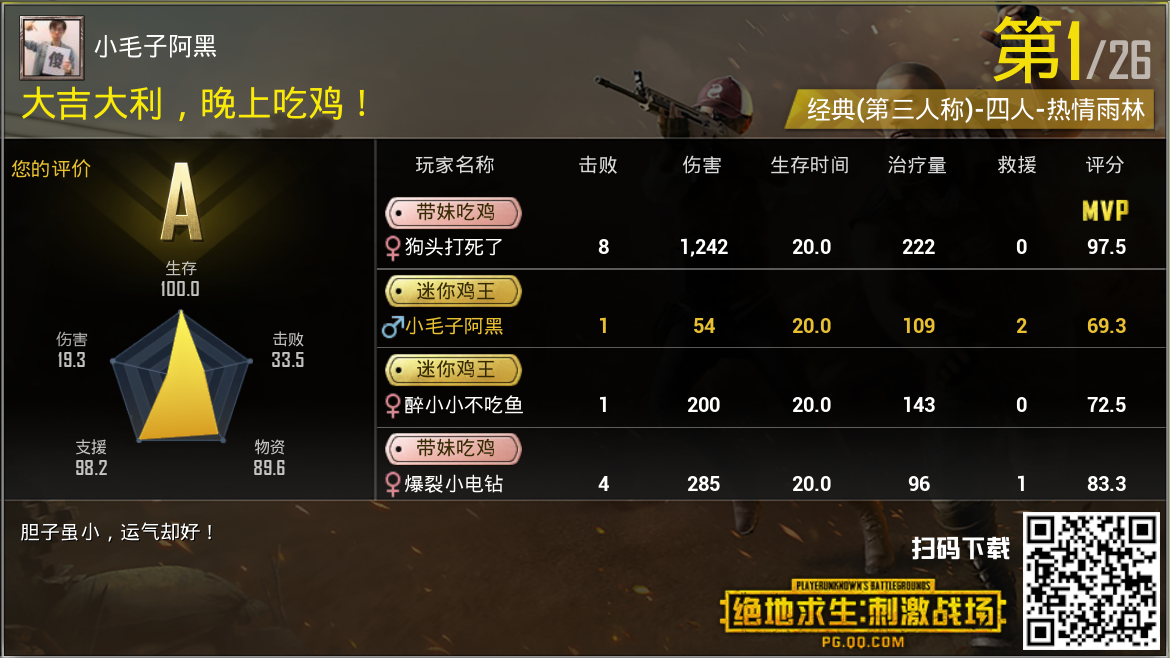 小毛子阿黑
大吉大利，晚上吃鸡！
第1/26
经典(第三人称)-四人-热情雨林
您的评价
A
生存
100.0
伤害
19.3
击败
33.5
支援
98.2
物资
89.6
玩家名称 击败 伤害 生存时间 治疗量 救援 评分
带妹吃鸡 MVP
狗头打死了 8 1,242 20.0 222 0 97.5
迷你鸡王
小毛子阿黑 1 54 20.0 109 2 69.3
迷你鸡王
醉小小不吃鱼 1 200 20.0 143 0 72.5
带妹吃鸡
爆裂小电钻 4 285 20.0 96 1 83.3
胆子虽小，运气却好！
扫码下载
PLAYERUNKNOWN'S BATTLEGROUNDS
绝地求生:刺激战场
PG.QQ.COM